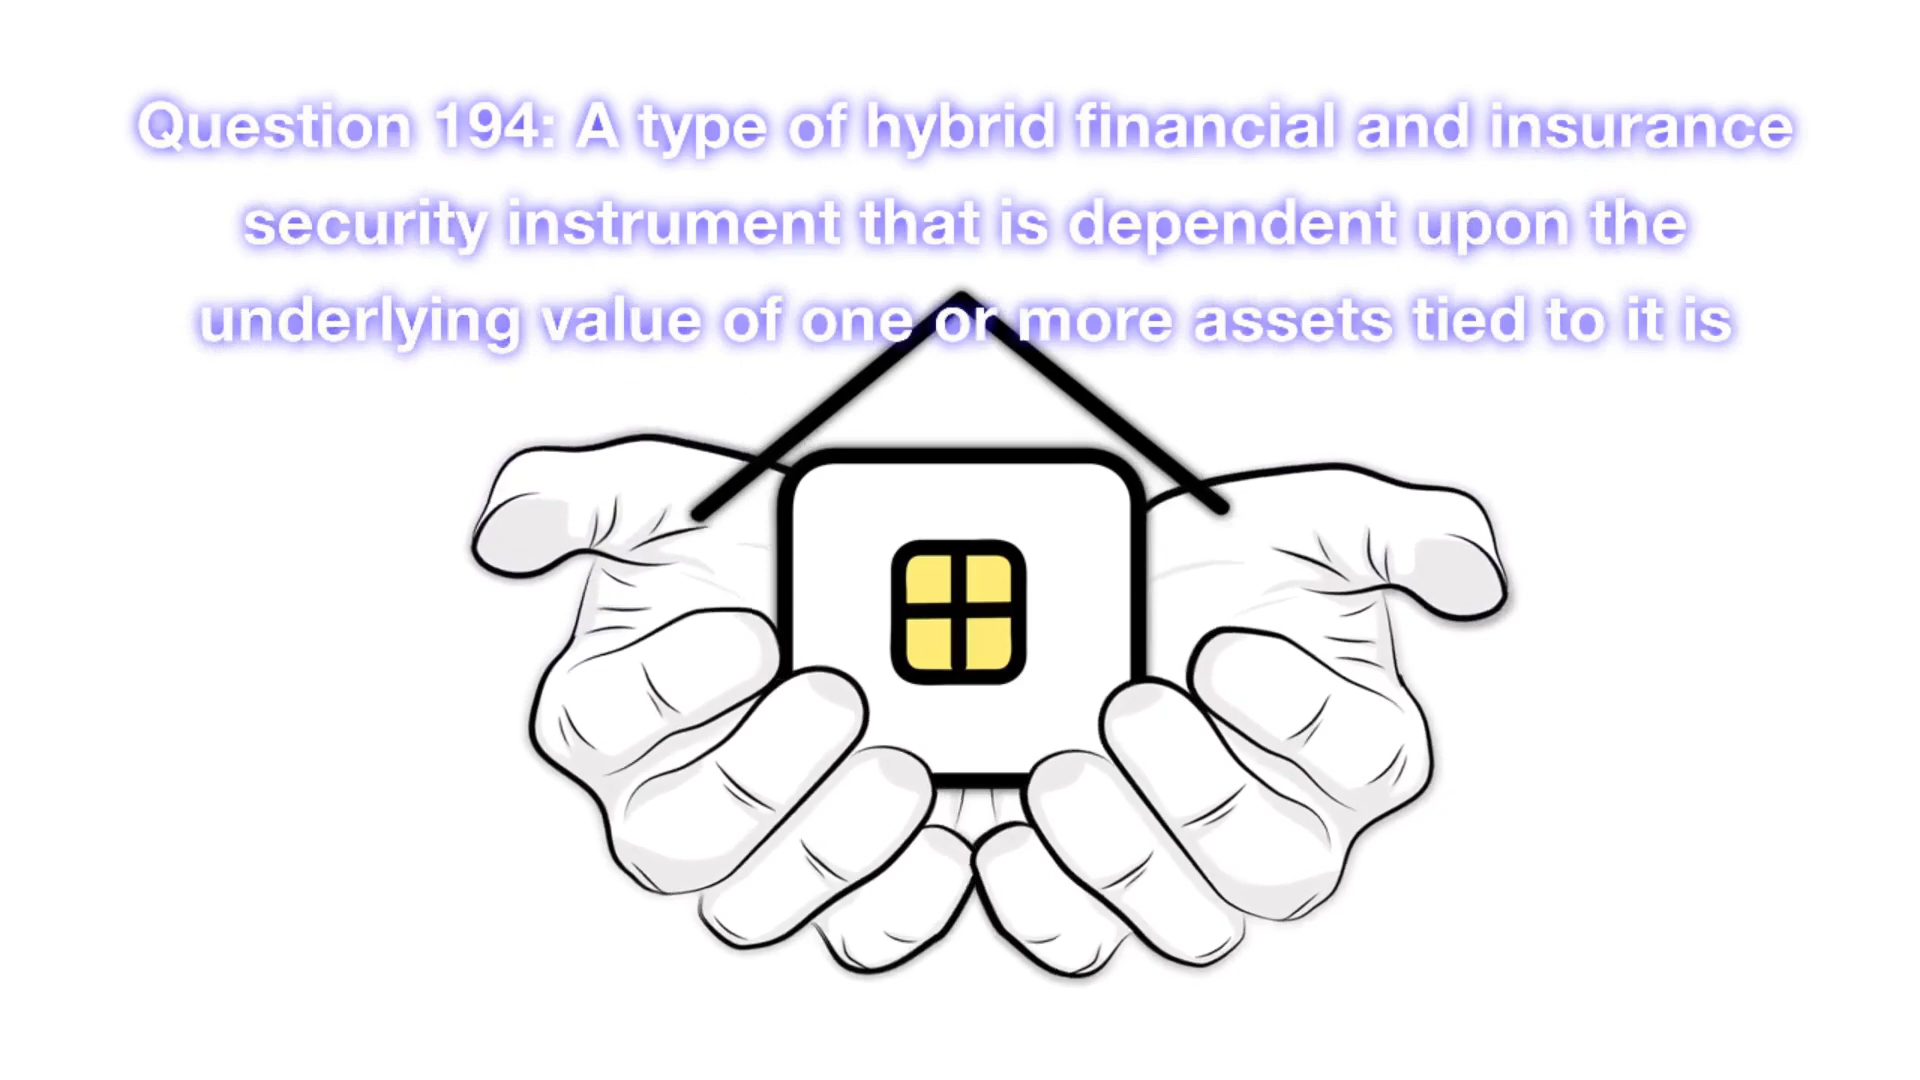 Question 194: A type of hybrid financial and insurance
security instrument that is dependent upon the
underlying value of one or more assets tied to it is